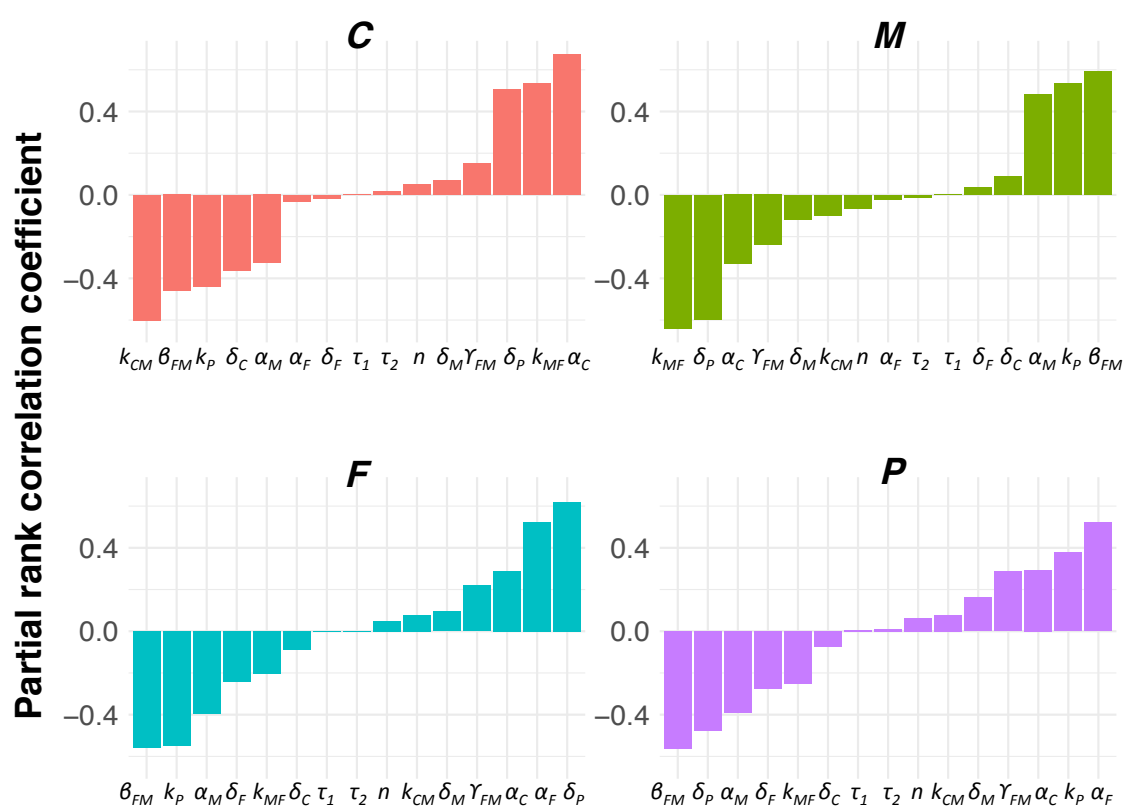 Partial rank correlation coefficient
C
0.4
0.0
−0.4
k_CM β_FM k_P δ_C α_M α_F δ_F τ_1 τ_2 n δ_M ϒ_FM δ_P k_MF α_C
M
0.4
0.0
−0.4
k_MF δ_P α_C ϒ_FM δ_M k_CM n α_F τ_2 τ_1 δ_F δ_C α_M k_P β_FM
F
0.4
0.0
−0.4
β_FM k_P α_M δ_F k_MF δ_C τ_1 τ_2 n k_CM δ_M ϒ_FM α_C α_F δ_P
P
0.4
0.0
−0.4
β_FM δ_P α_M δ_F k_MF δ_C τ_1 τ_2 n k_CM δ_M ϒ_FM α_C k_P α_F